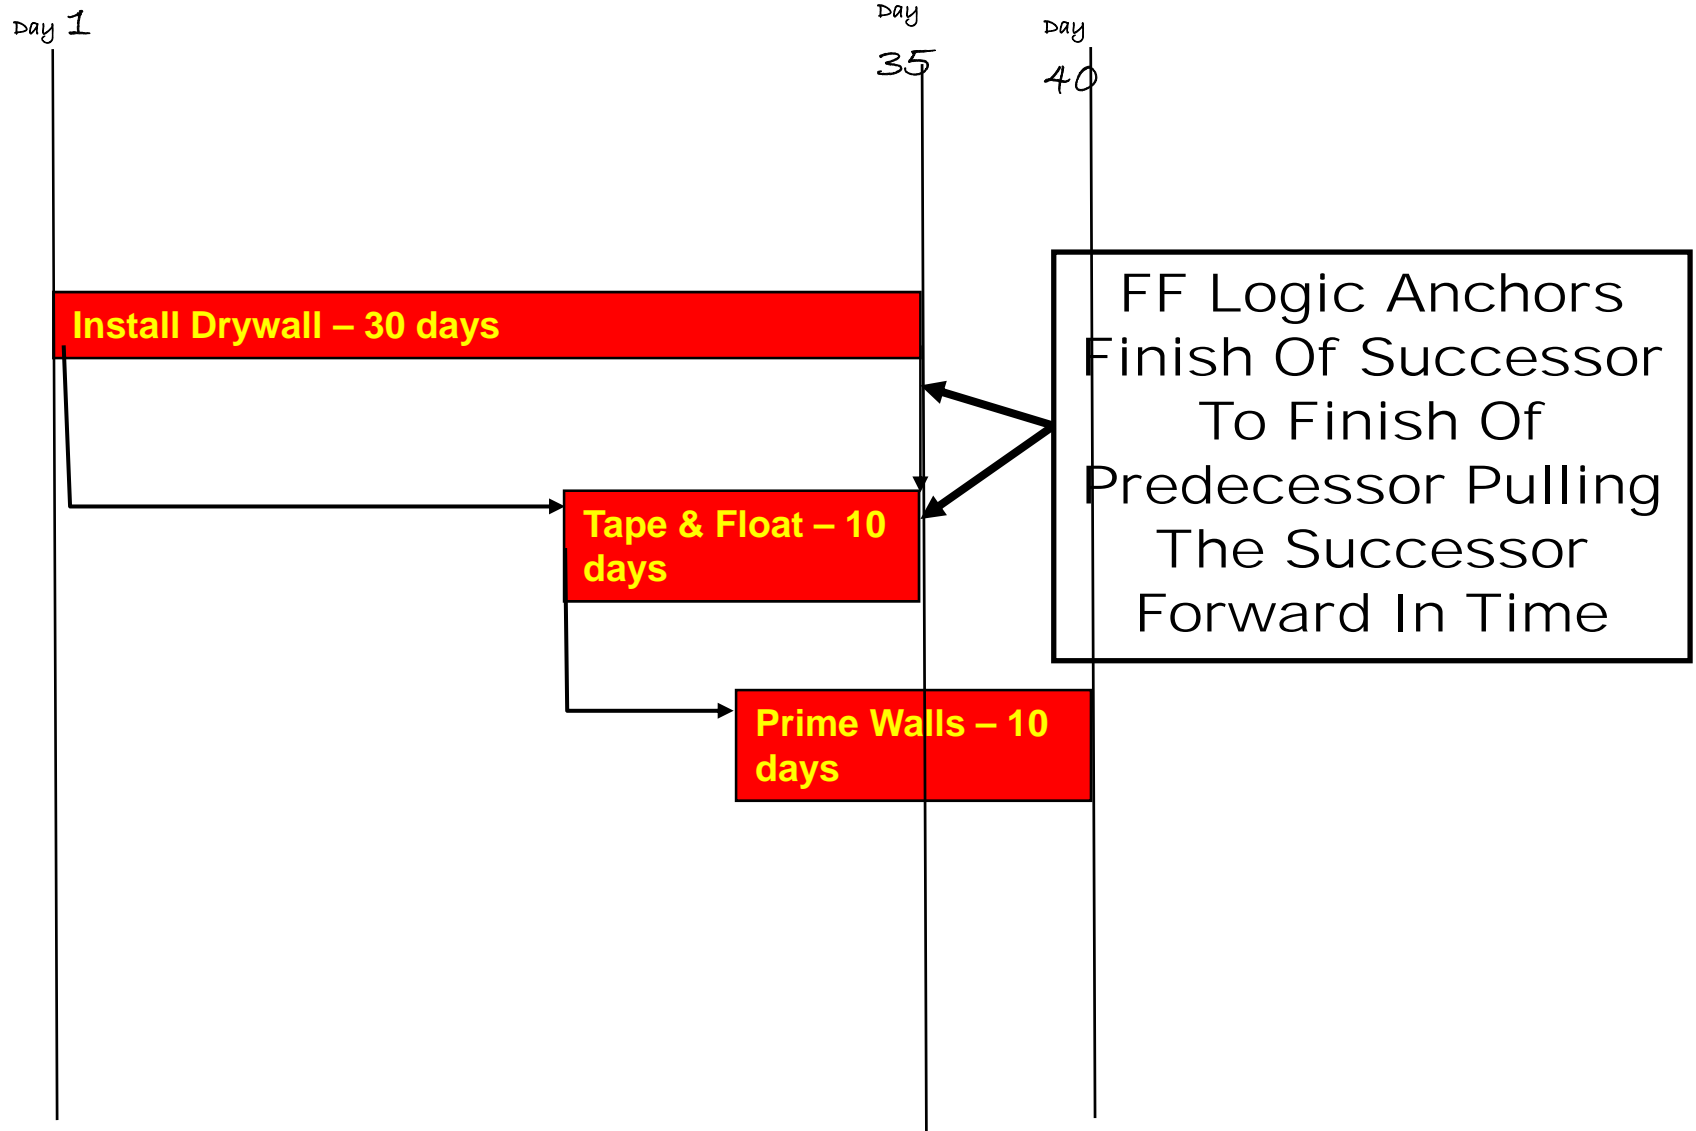 Day 1
Day
35
Day
40
Install Drywall – 30 days
FF Logic Anchors
Finish Of Successor
To Finish Of
Predecessor Pulling
The Successor
Forward In Time
Tape & Float – 10
days
Prime Walls – 10
days